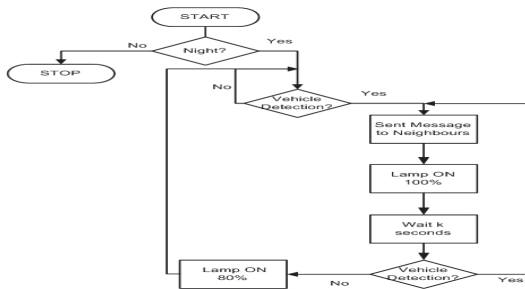 START
No
Night?
Yes
STOP
No
Vehicle
Detection?
Yes
Sent Message
to Neighbours
Lamp ON
100%
Wait k
seconds
Lamp ON
80%
No
Vehicle
Detection?
Yes